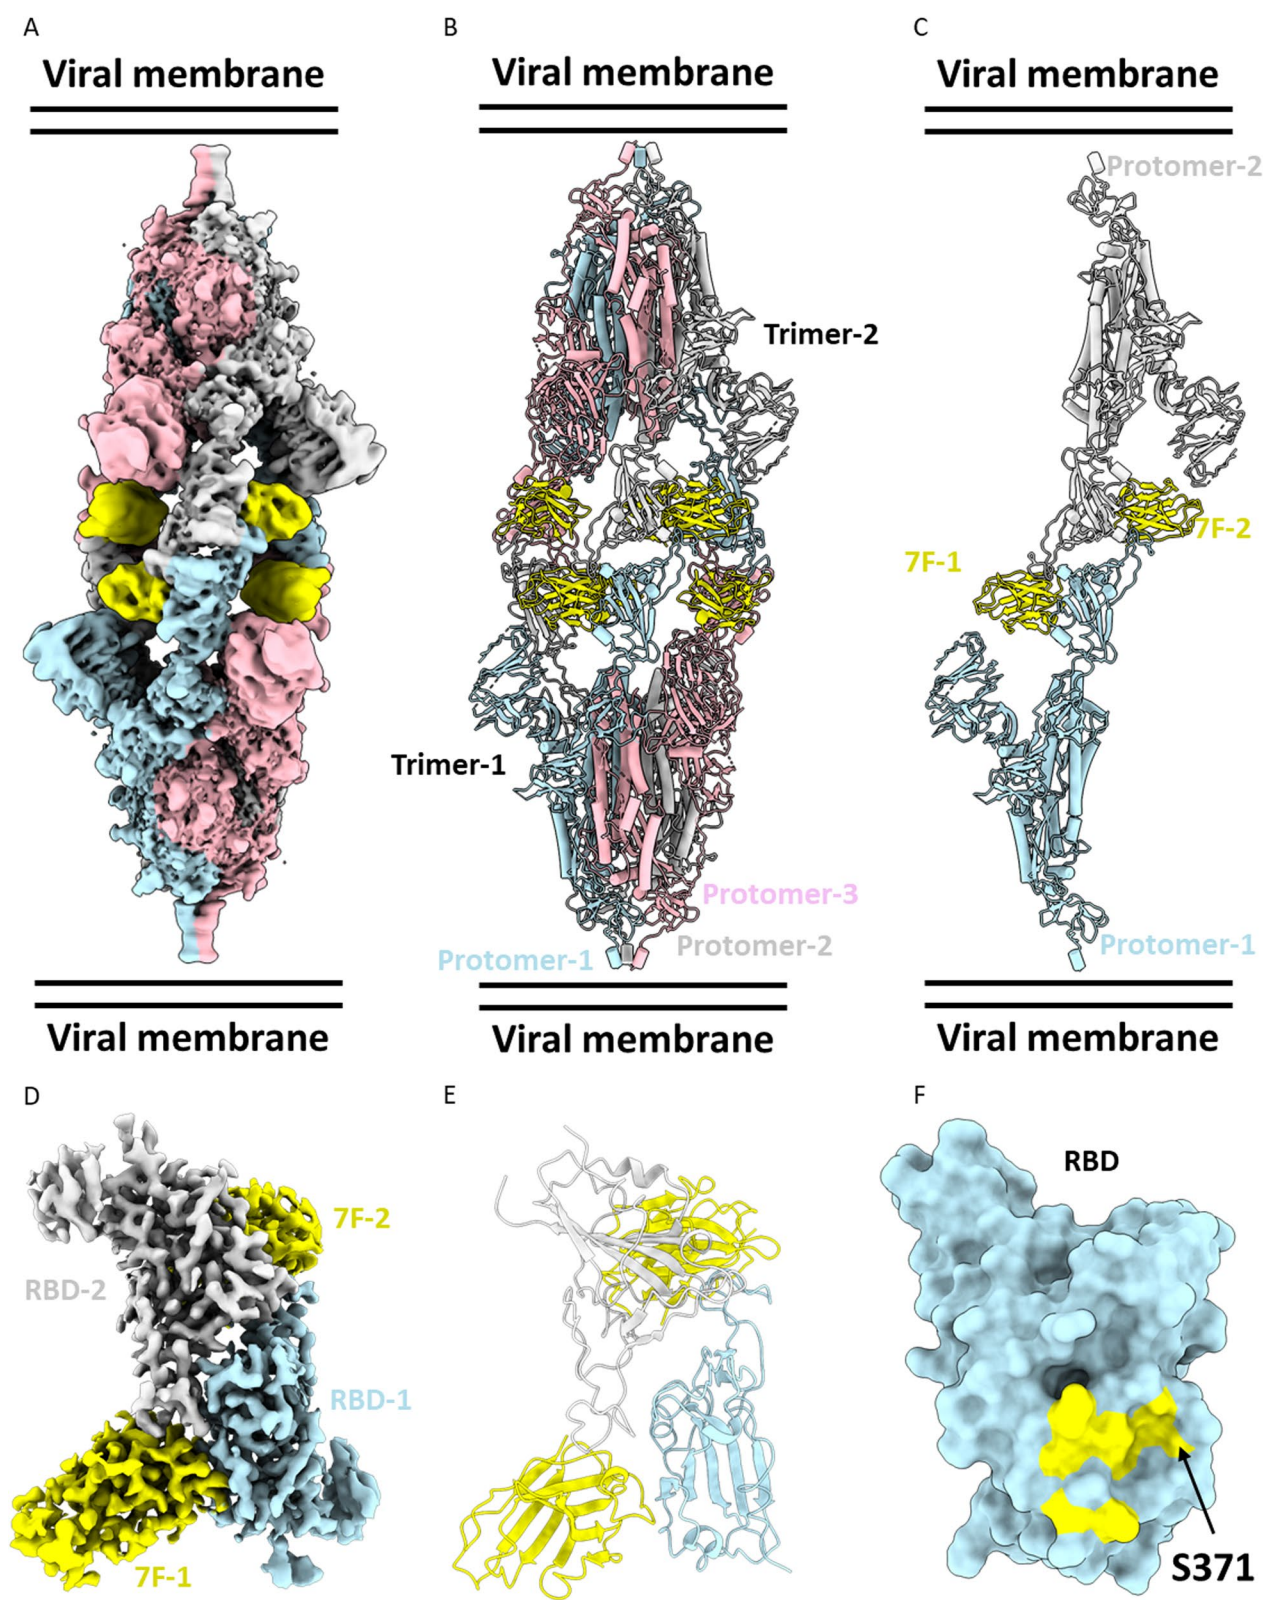 A
B
C
Viral membrane
Viral membrane
Viral membrane
Protomer-2
Trimer-2
7F-2
7F-1
Trimer-1
Protomer-3
Protomer-2
Protomer-1
Protomer-1
Viral membrane
Viral membrane
Viral membrane
D
E
F
RBD
7F-2
RBD-2
RBD-1
S371
7F-1